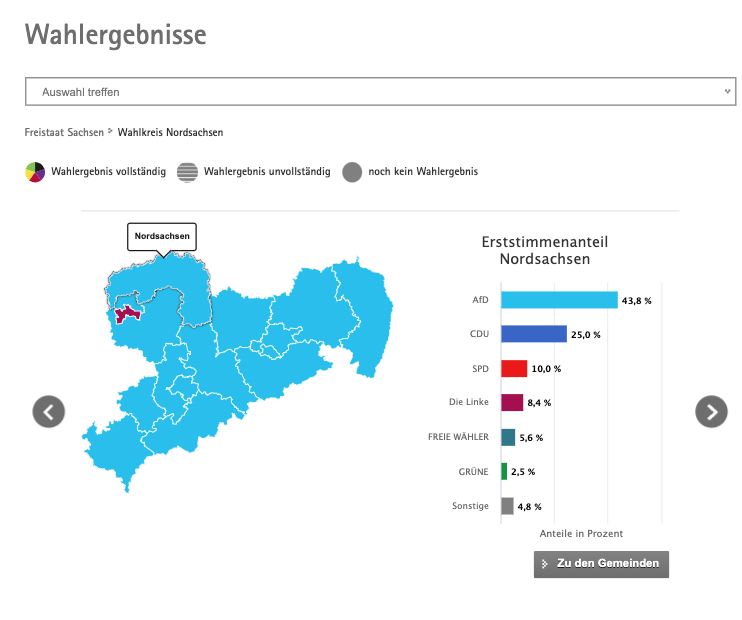 Wahlergebnisse
Auswahl treffen
Freistaat Sachsen > Wahlkreis Nordsachsen
Wahlergebnis vollständig Wahlergebnis unvollständig noch kein Wahlergebnis
Nordsachsen
Erststimmenanteil
Nordsachsen
AfD 43,8 %
CDU 25,0 %
SPD 10,0 %
Die Linke 8,4 %
FREIE WÄHLER 5,6 %
GRÜNE 2,5 %
Sonstige 4,8 %
Anteile in Prozent
Zu den Gemeinden